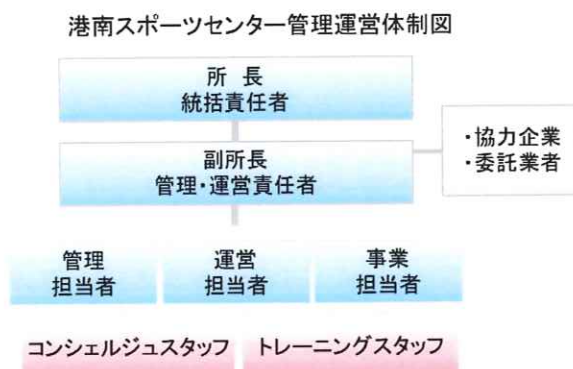 港南スポーツセンター管理運営体制図
所 長
統括責任者
副所長
管理・運営責任者
・協力企業
・委託業者
管理
担当者
運営
担当者
事業
担当者
コンシェルジュスタッフ
トレーニングスタッフ